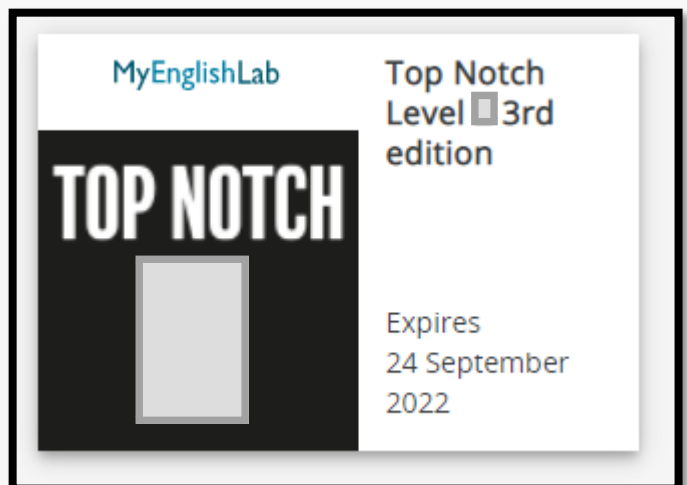 MyEnglishLab
TOP NOTCH
Top Notch
Level 3rd
edition
Expires
24 September
2022